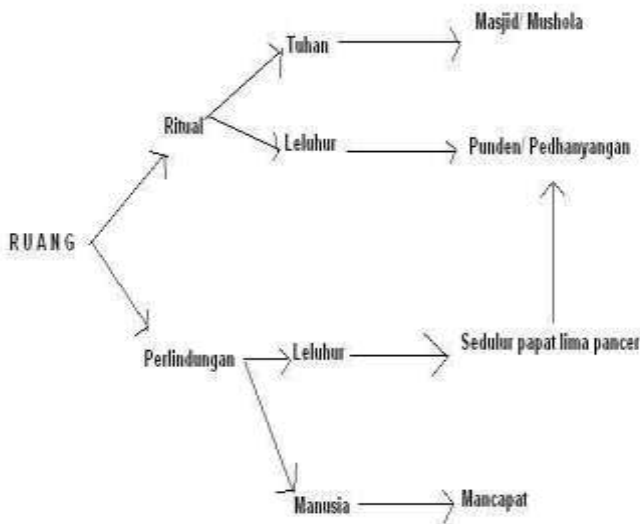 Masjid/ Mushola
Tuhan
Ritual
Leluhur
Punden/ Pedhanyangan
RUANG
Perlindungan
Leluhur
Sedulur papat lima pancer
Manusia
Mancapat